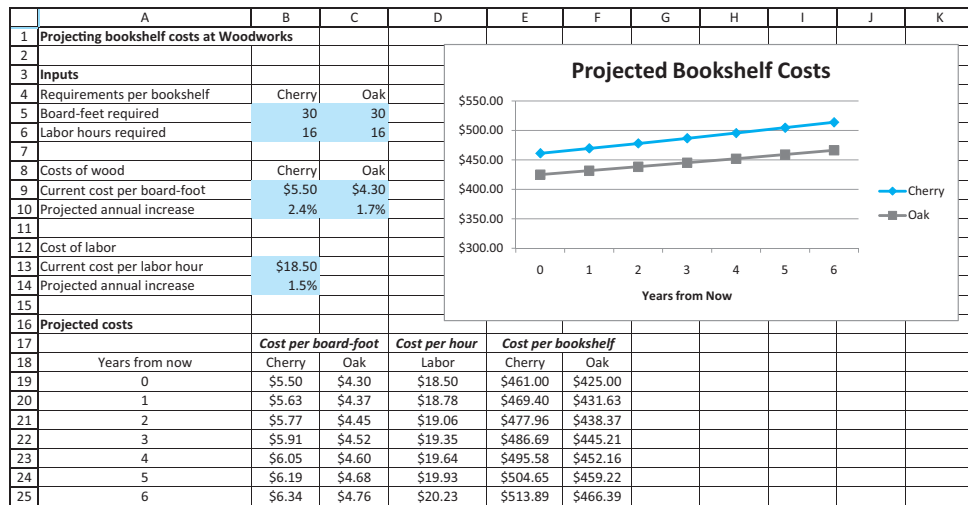 A B C D E F G H I J K
1 Projecting bookshelf costs at Woodworks
2
3 Inputs
4 Requirements per bookshelf Cherry Oak
5 Board-feet required 30 30
6 Labor hours required 16 16
7
8 Costs of wood Cherry Oak
9 Current cost per board-foot $5.50 $4.30
10 Projected annual increase 2.4% 1.7%
11
12 Cost of labor
13 Current cost per labor hour $18.50
14 Projected annual increase 1.5%
15
16 Projected costs
17 Cost per board-foot Cost per hour Cost per bookshelf
18 Years from now Cherry Oak Labor Cherry Oak
19 0 $5.50 $4.30 $18.50 $461.00 $425.00
20 1 $5.63 $4.37 $18.78 $469.40 $431.63
21 2 $5.77 $4.45 $19.06 $477.96 $438.37
22 3 $5.91 $4.52 $19.35 $486.69 $445.21
23 4 $6.05 $4.60 $19.64 $495.58 $452.16
24 5 $6.19 $4.68 $19.93 $504.65 $459.22
25 6 $6.34 $4.76 $20.23 $513.89 $466.39
Projected Bookshelf Costs
$550.00
$500.00
$450.00
$400.00
$350.00
$300.00
0 1 2 3 4 5 6
Years from Now
Cherry
Oak